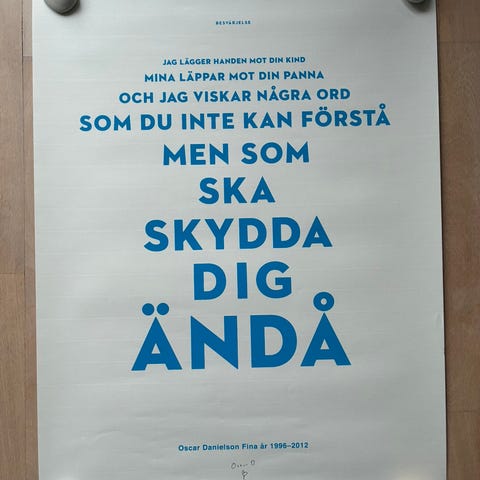 BESVÄRJELSE
JAG LÄGGER HANDEN MOT DIN KIND
MINA LÄPPAR MOT DIN PANNA
OCH JAG VISKAR NÅGRA ORD
SOM DU INTE KAN FÖRSTÅ
MEN SOM
SKA
SKYDDA
DIG
ÄNDÅ
Oscar Danielson Fina år 1996–2012